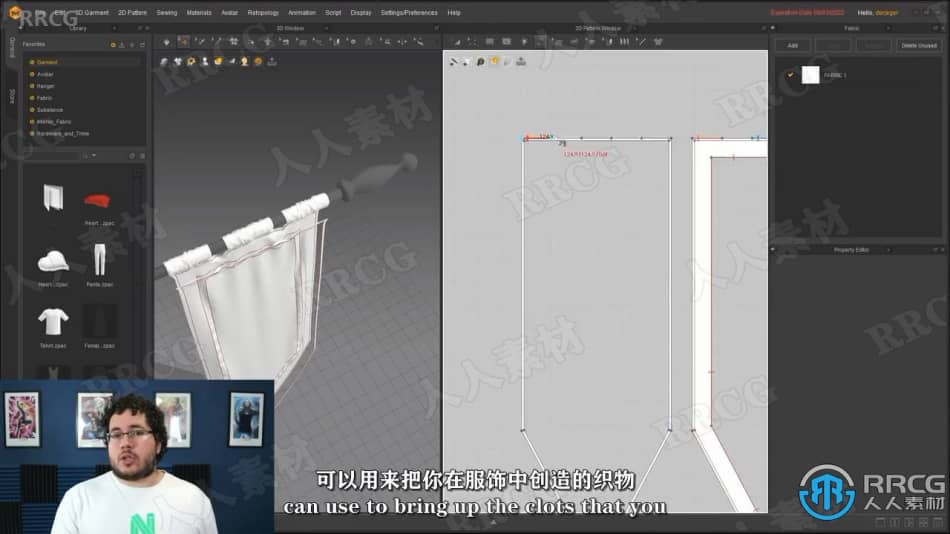 RRCG
3D Garment 2D Pattern Sewing Materials Avatar Retopology Animation Script Display Settings/Preferences Help
Hello,
Library
3D Window
2D Pattern Window
Fabric
Favorites
Add
Delete Unused
Garment
Avatar
Hanger
Fabric
Substance
Hardware_and_Trims
FABRIC 1
Store
Heart...zpac
Heart...zpac
Pants.zpac
Tshirt.zpac
Femal...zpac
Property Editor
人人素材
RRCG
可以用来把你在服饰中创造的织物
can use to bring up the clots that you
RRCG
人人素材